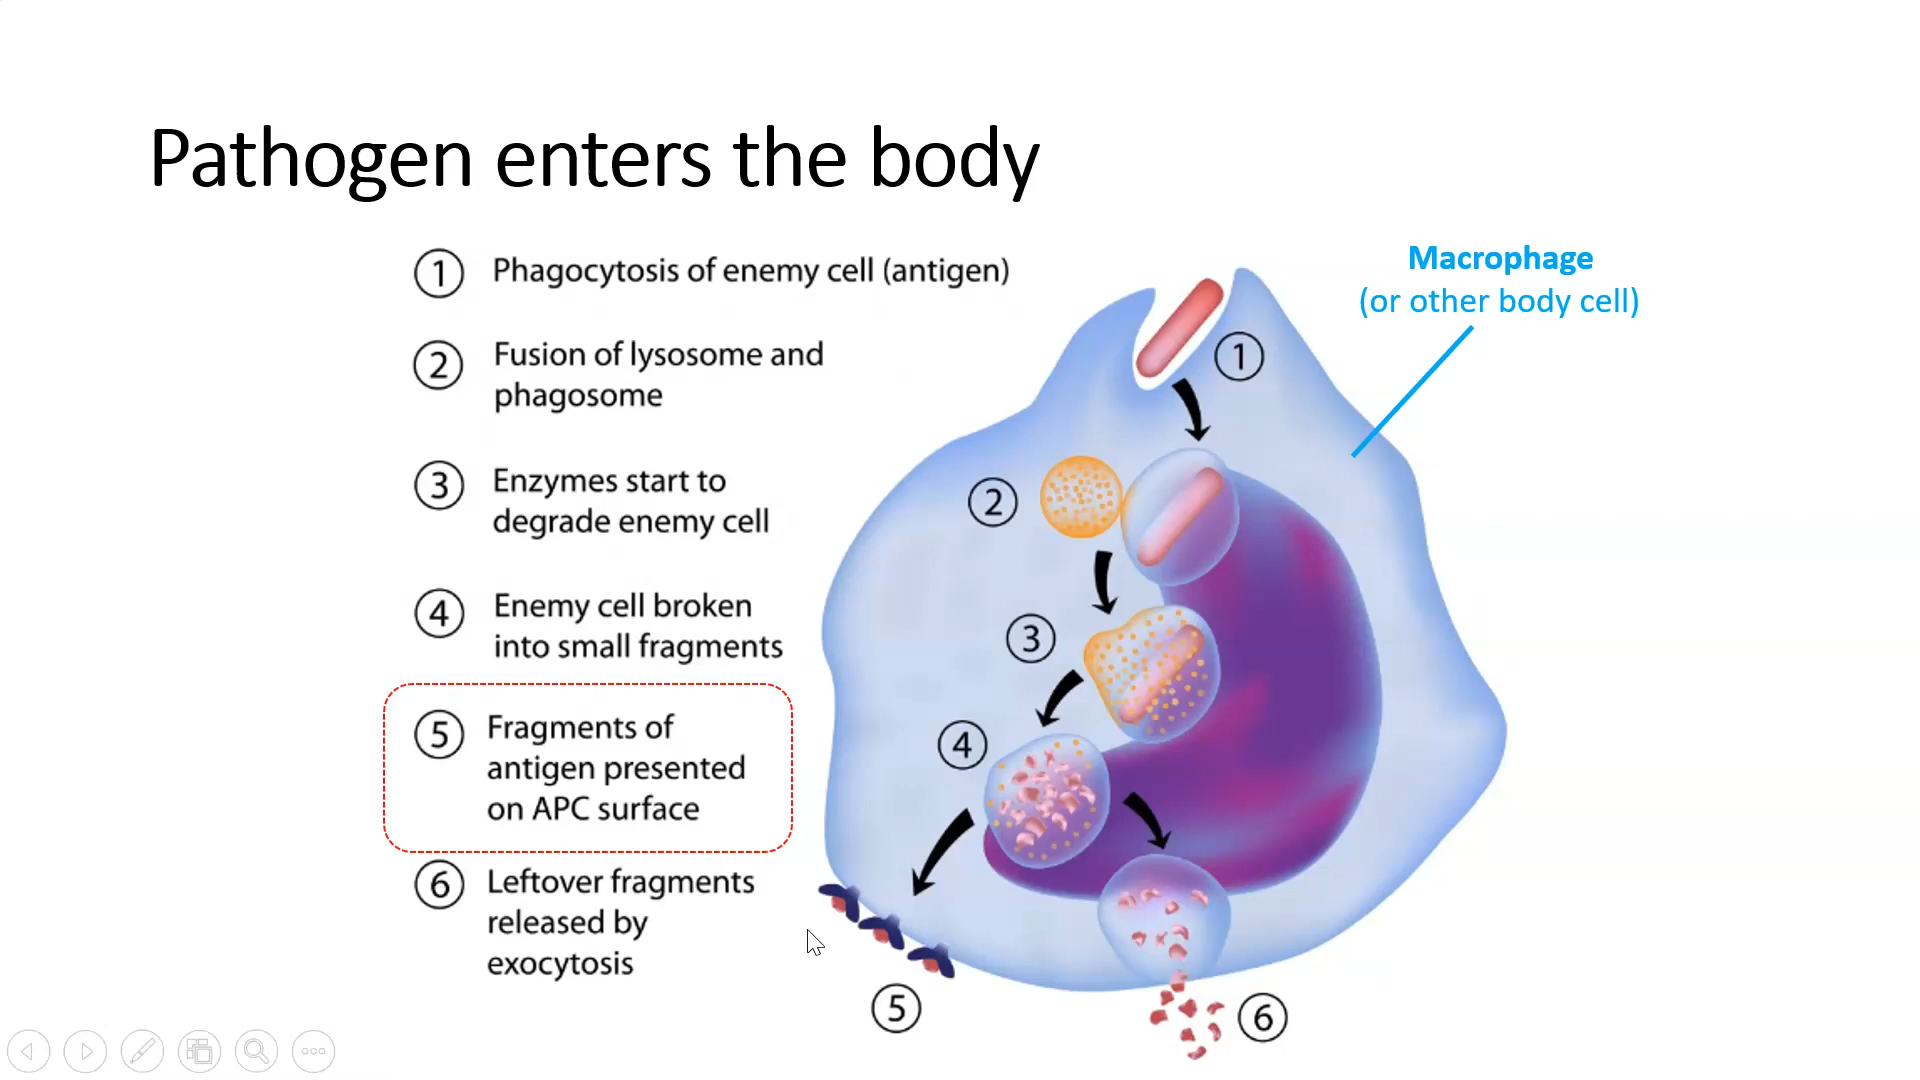 Pathogen enters the body
1 Phagocytosis of enemy cell (antigen)
2 Fusion of lysosome and
phagosome
3 Enzymes start to
degrade enemy cell
4 Enemy cell broken
into small fragments
5 Fragments of
antigen presented
on APC surface
6 Leftover fragments
released by
exocytosis
Macrophage
(or other body cell)
1
2
3
4
5
6